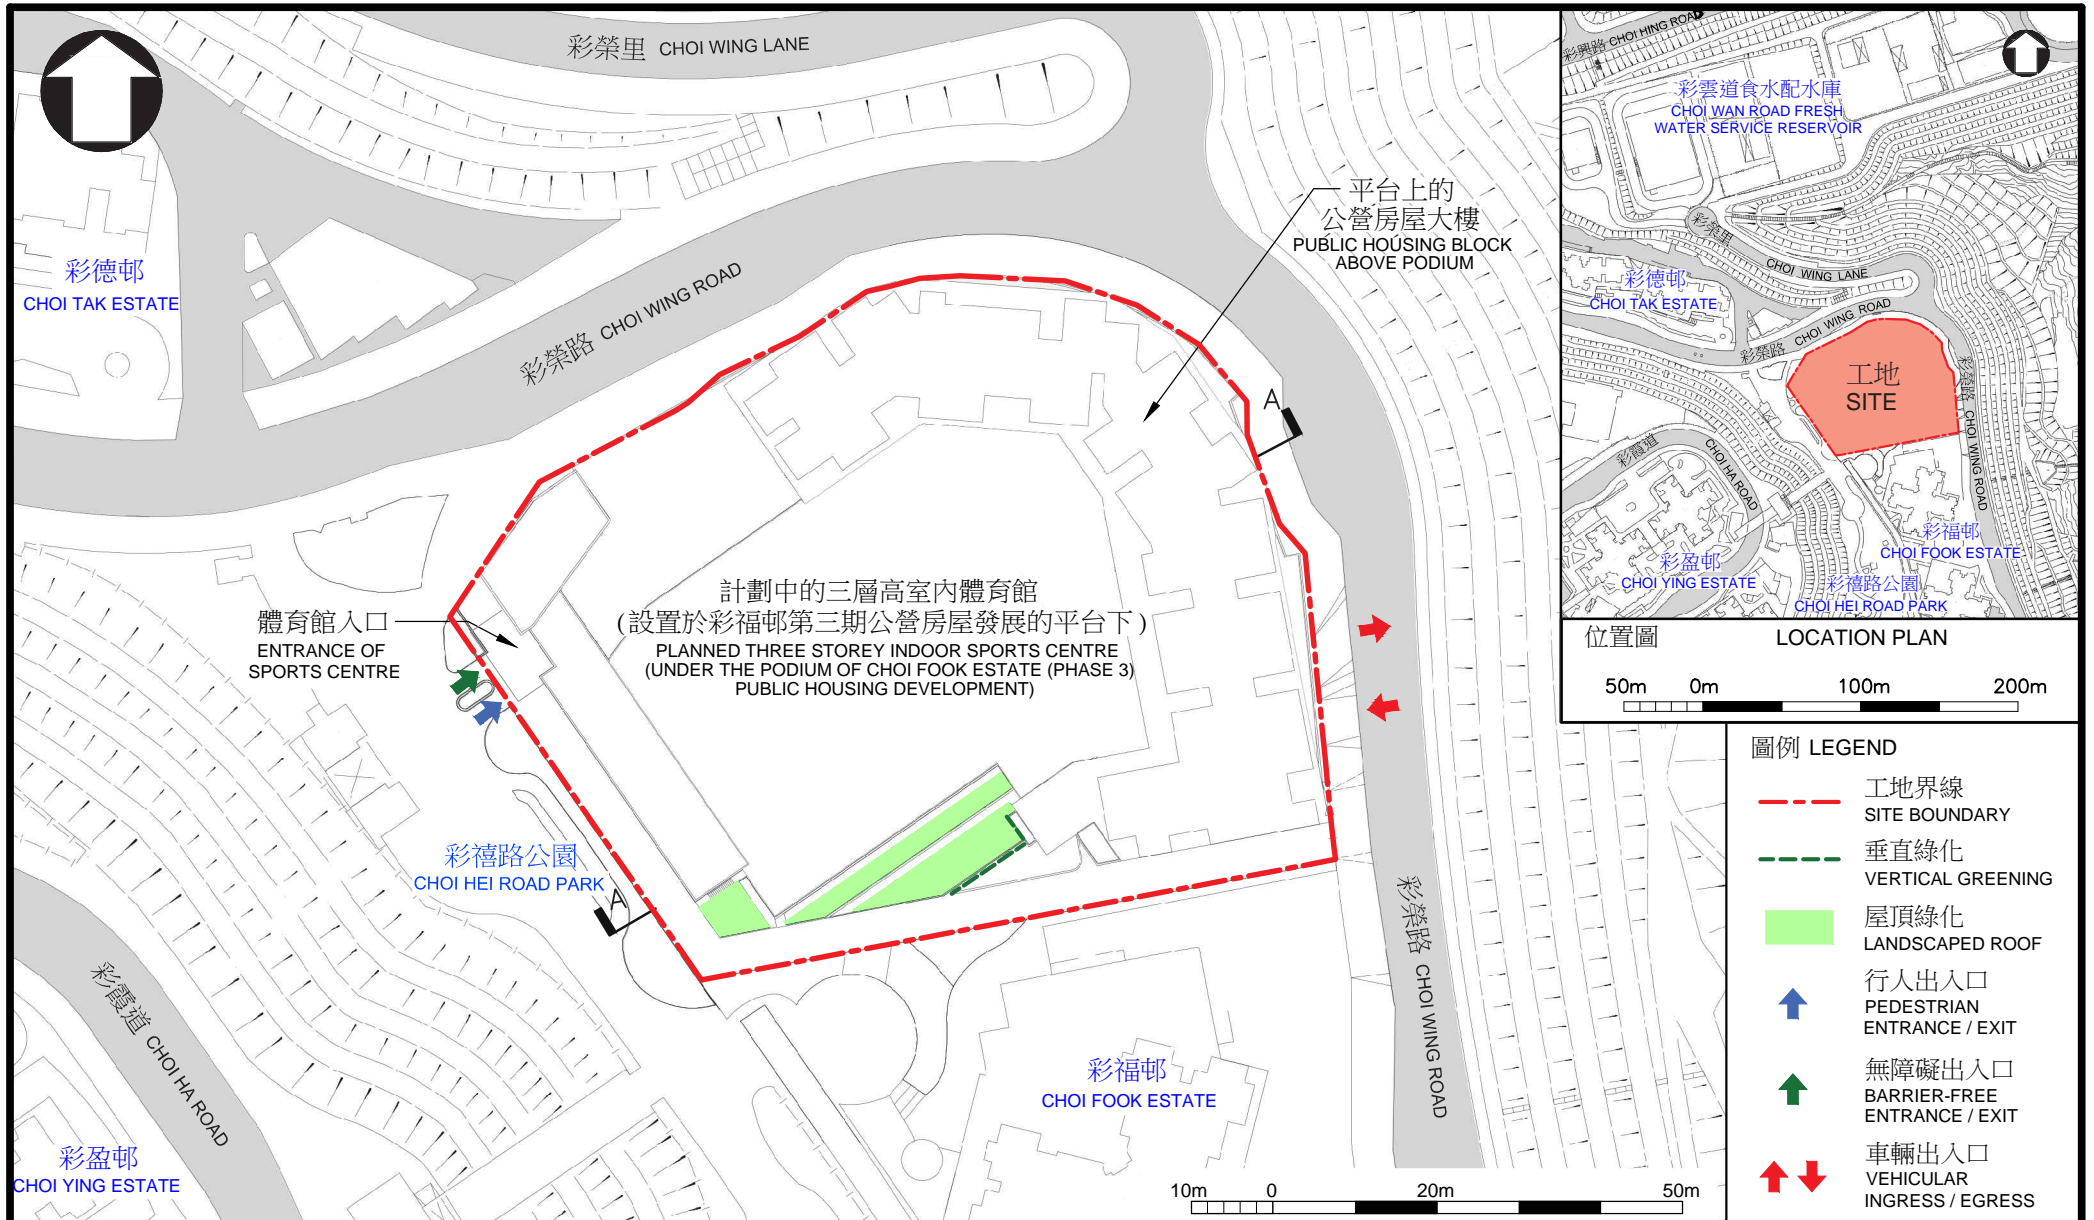 彩榮里 CHOI WING LANE
彩德邨
CHOI TAK ESTATE
彩榮路 CHOI WING ROAD
平台上的
公營房屋大樓
PUBLIC HOUSING BLOCK
ABOVE PODIUM
A
計劃中的三層高室內體育館
(設置於彩福邨第三期公營房屋發展的平台下)
PLANNED THREE STOREY INDOOR SPORTS CENTRE
(UNDER THE PODIUM OF CHOI FOOK ESTATE (PHASE 3)
PUBLIC HOUSING DEVELOPMENT)
體育館入口
ENTRANCE OF
SPORTS CENTRE
彩禧路公園
CHOI HEI ROAD PARK
A
彩霞道 CHOI HA ROAD
彩盈邨
CHOI YING ESTATE
彩福邨
CHOI FOOK ESTATE
彩榮路 CHOI WING ROAD
10m 0 20m 50m
彩興路 CHOI HING ROAD
彩雲道食水配水庫
CHOI WAN ROAD FRESH
WATER SERVICE RESERVOIR
彩榮里
CHOI WING LANE
彩德邨
CHOI TAK ESTATE
彩榮路 CHOI WING ROAD
工地
SITE
彩榮路 CHOI WING ROAD
彩霞道
CHOI HA ROAD
彩福邨
CHOI FOOK ESTATE
彩盈邨
CHOI YING ESTATE
彩禧路公園
CHOI HEI ROAD PARK
位置圖 LOCATION PLAN
50m 0m 100m 200m
圖例 LEGEND
工地界線
SITE BOUNDARY
垂直綠化
VERTICAL GREENING
屋頂綠化
LANDSCAPED ROOF
行人出入口
PEDESTRIAN
ENTRANCE / EXIT
無障礙出入口
BARRIER-FREE
ENTRANCE / EXIT
車輛出入口
VEHICULAR
INGRESS / EGRESS